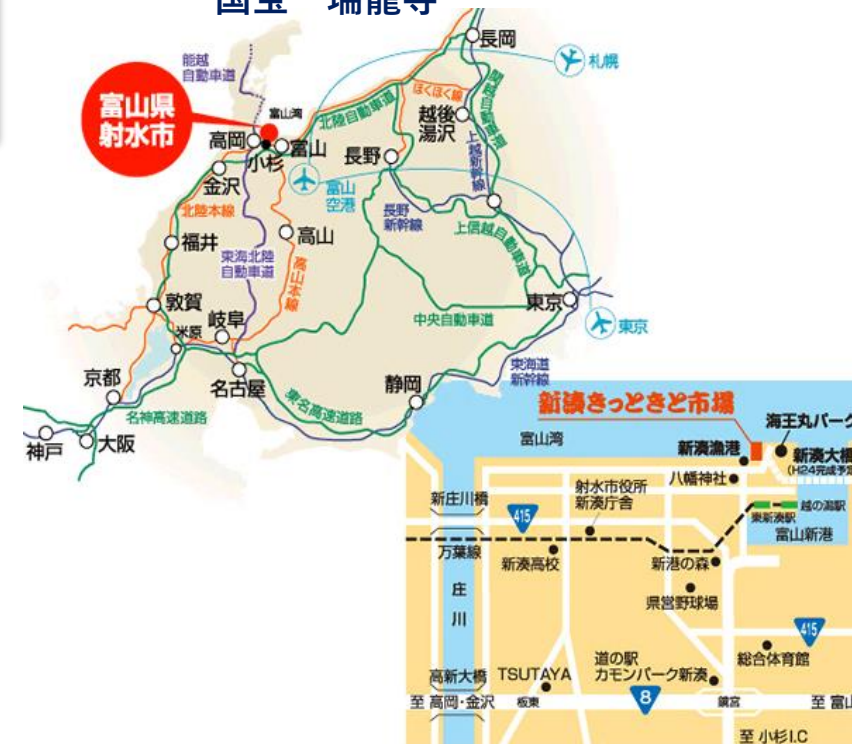 国宝 瑞龍寺
長岡
札幌
能越
自動車道
関越自動車道
ほくほく線
富山県
射水市
富山湾
北陸自動車道
越後
湯沢
高岡
小杉
富山
長野
上越新幹線
金沢
富山
空港
北陸本線
長野
新幹線
上信越自動車道
福井
高山
東海北陸
自動車道
高山本線
敦賀
東京
岐阜
中央自動車道
東京
米原
京都
名古屋
静岡
東海道
新幹線
東名高速道路
名神高速道路
神戸
大阪
新湊きっときと市場
海王丸パーク
富山湾
新湊漁港
新湊大橋
(H24完成予定
八幡神社
射水市役所
新湊庁舎
新庄川橋
415
越の潟駅
東新湊駅
富山新港
万葉線
新湊高校
新港の森
庄
川
県営野球場
415
総合体育館
道の駅
カモンパーク新湊
高新大橋
TSUTAYA
8
至 高岡・金沢
板東
鏡宮
至 富山
至 小杉I.C